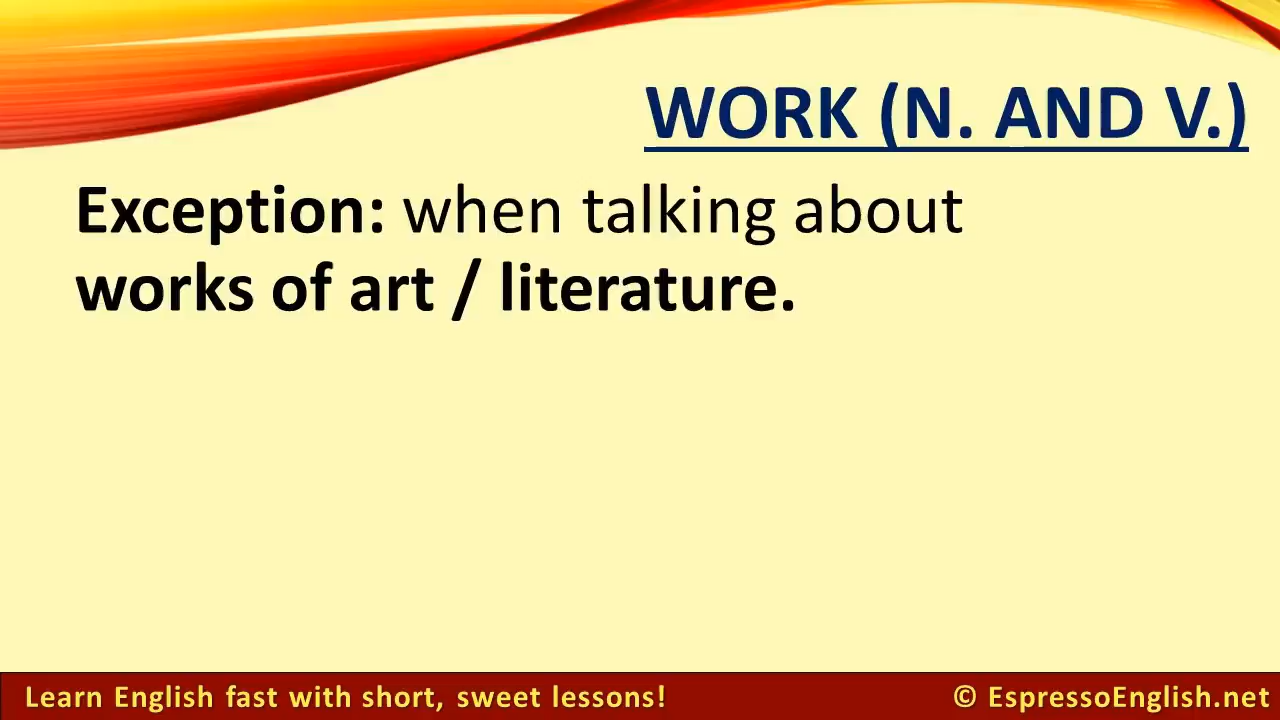 WORK (N. AND V.)
Exception: when talking about
works of art / literature.
Learn English fast with short, sweet lessons!
© EspressoEnglish.net